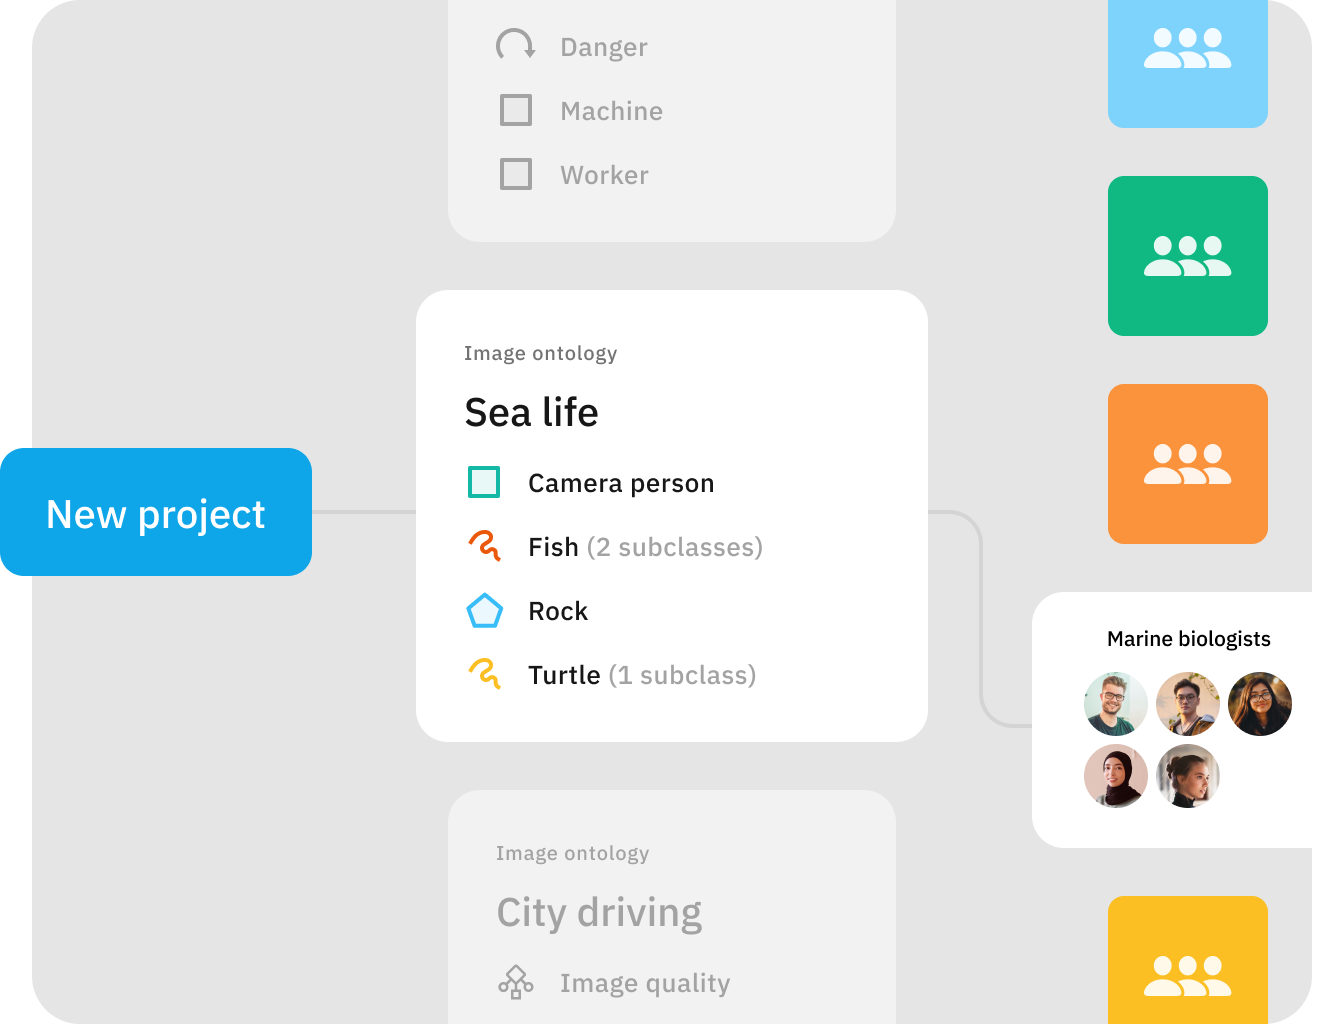 Danger
Machine
Worker
Image ontology
Sea life
Camera person
Fish (2 subclasses)
Rock
Turtle (1 subclass)
New project
Marine biologists
Image ontology
City driving
Image quality